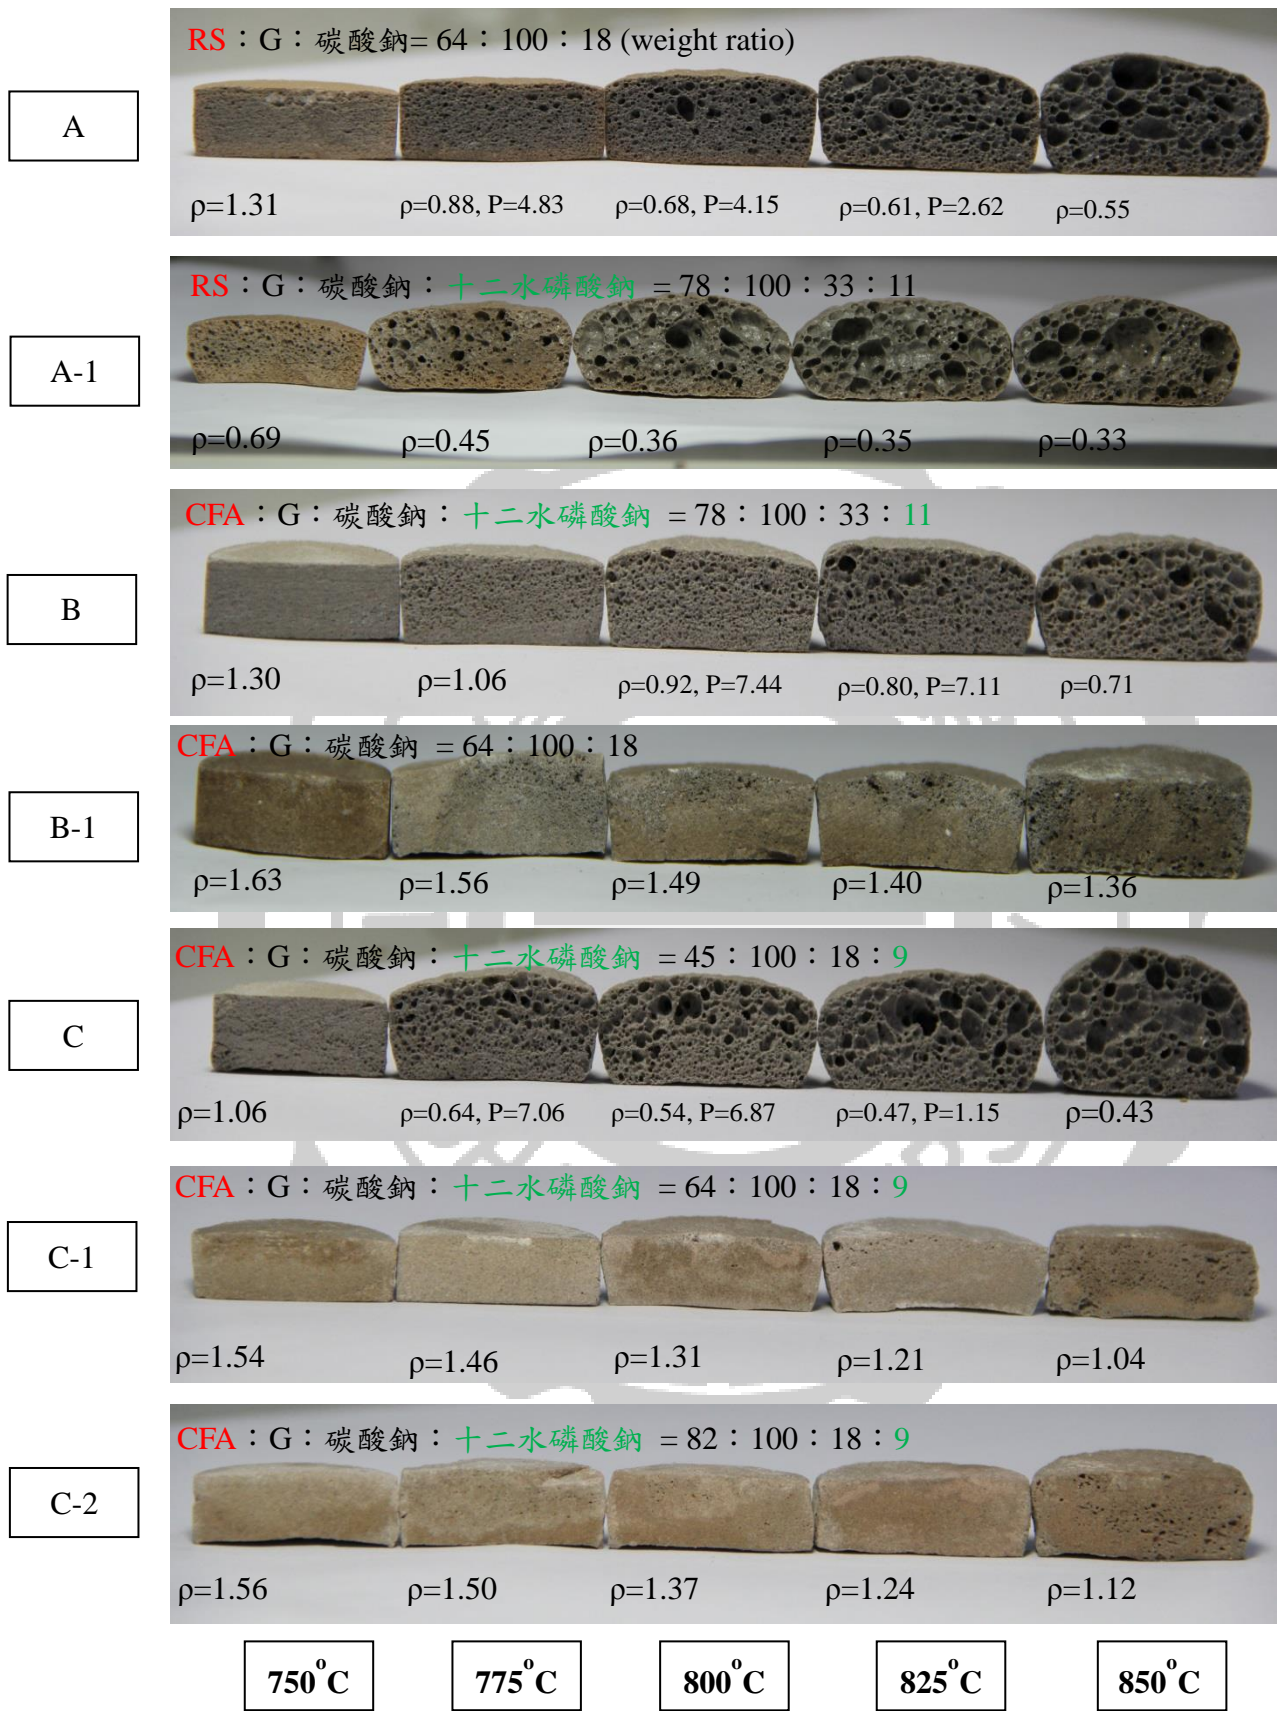 RS：G：碳酸鈉= 64：100：18 (weight ratio)
A
ρ=1.31 ρ=0.88, P=4.83 ρ=0.68, P=4.15 ρ=0.61, P=2.62 ρ=0.55
RS：G：碳酸鈉：十二水磷酸鈉 = 78：100：33：11
A-1
ρ=0.69 ρ=0.45 ρ=0.36 ρ=0.35 ρ=0.33
CFA：G：碳酸鈉：十二水磷酸鈉 = 78：100：33：11
B
ρ=1.30 ρ=1.06 ρ=0.92, P=7.44 ρ=0.80, P=7.11 ρ=0.71
CFA：G：碳酸鈉 = 64：100：18
B-1
ρ=1.63 ρ=1.56 ρ=1.49 ρ=1.40 ρ=1.36
CFA：G：碳酸鈉：十二水磷酸鈉 = 45：100：18：9
C
ρ=1.06 ρ=0.64, P=7.06 ρ=0.54, P=6.87 ρ=0.47, P=1.15 ρ=0.43
CFA：G：碳酸鈉：十二水磷酸鈉 = 64：100：18：9
C-1
ρ=1.54 ρ=1.46 ρ=1.31 ρ=1.21 ρ=1.04
CFA：G：碳酸鈉：十二水磷酸鈉 = 82：100：18：9
C-2
ρ=1.56 ρ=1.50 ρ=1.37 ρ=1.24 ρ=1.12
750°C 775°C 800°C 825°C 850°C